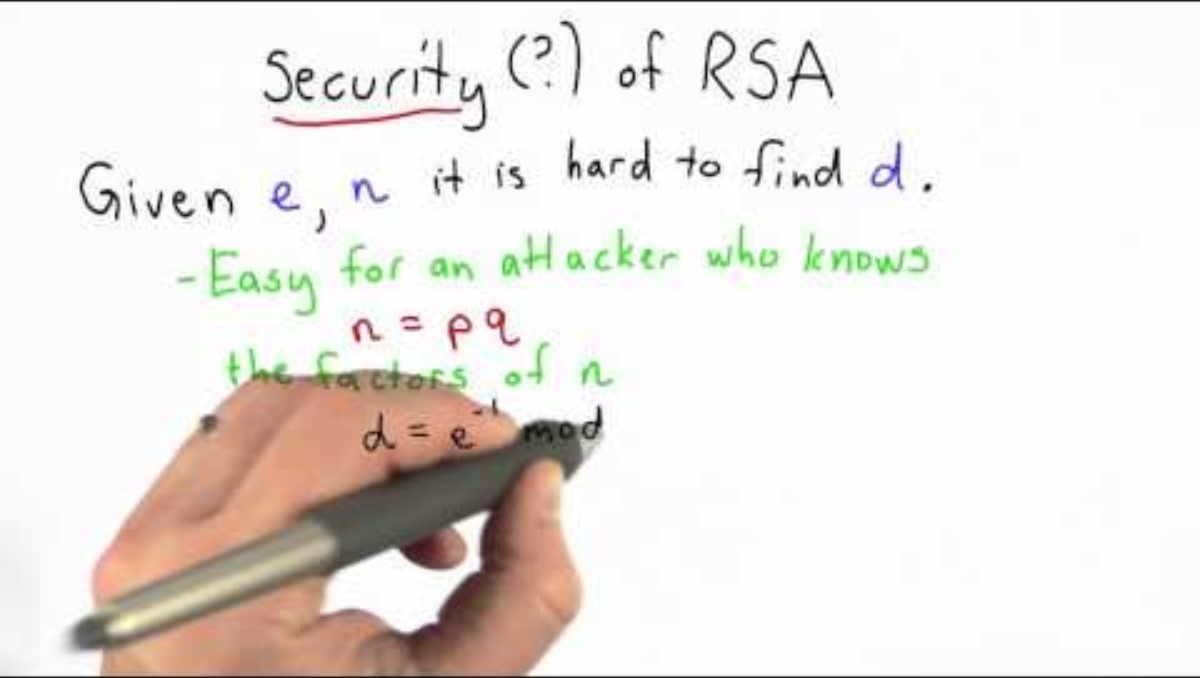 Security (?) of RSA
Given e, n it is hard to find d.
- Easy for an attacker who knows
n = pq
the factors of n
d = e⁻¹ mod